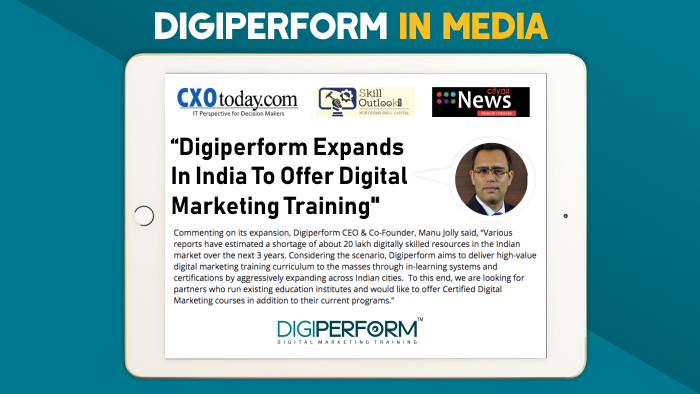 DIGIPERFORM IN MEDIA
CXOtoday.com
IT Perspective for Decision Makers
Skill
Outlook
NURTURING SKILL CAPITAL
cityair
News
“Digiperform Expands
In India To Offer Digital
Marketing Training"
Commenting on its expansion, Digiperform CEO & Co-Founder, Manu Jolly said, “Various
reports have estimated a shortage of about 20 lakh digitally skilled resources in the Indian
market over the next 3 years. Considering the scenario, Digiperform aims to deliver high-value
digital marketing training curriculum to the masses through in-learning systems and
certifications by aggressively expanding across Indian cities. To this end, we are looking for
partners who run existing education institutes and would like to offer Certified Digital
Marketing courses in addition to their current programs.”
DIGIPERFORM™
DIGITAL MARKETING TRAINING